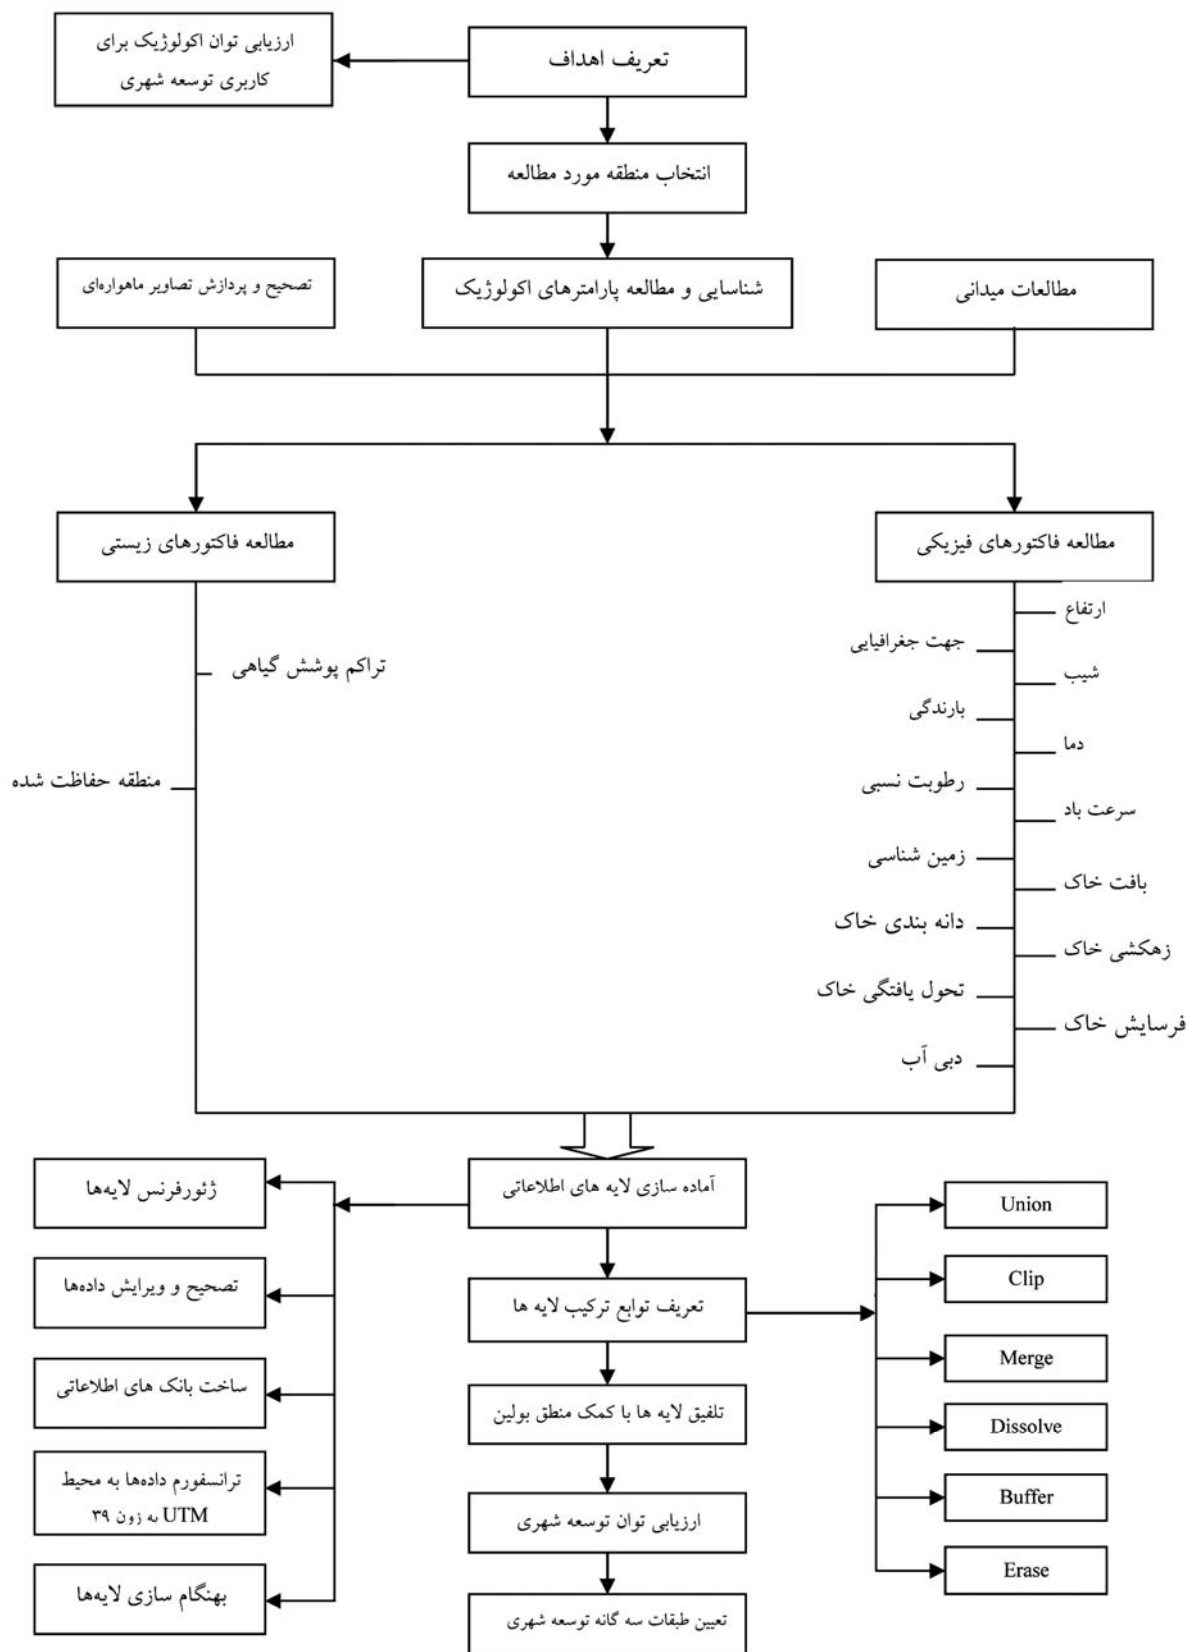 تعریف اهداف
ارزیابی توان اکولوژیک برای
کاربری توسعه شهری
انتخاب منطقه مورد مطالعه
مطالعات میدانی
شناسایی و مطالعه پارامترهای اکولوژیک
تصحیح و پردازش تصاویر ماهواره‌ای
مطالعه فاکتورهای فیزیکی
ارتفاع
جهت جغرافیایی
شیب
بارندگی
دما
رطوبت نسبی
سرعت باد
زمین شناسی
بافت خاک
دانه بندی خاک
زهکشی خاک
تحول یافتگی خاک
فرسایش خاک
دبی آب
مطالعه فاکتورهای زیستی
تراکم پوشش گیاهی
منطقه حفاظت شده
آماده سازی لایه های اطلاعاتی
ژئورفرنس لایه‌ها
تصحیح و ویرایش داده‌ها
ساخت بانک های اطلاعاتی
ترانسفورم داده‌ها به محیط
UTM به زون ۳۹
بهنگام سازی لایه‌ها
تعریف توابع ترکیب لایه ها
Union
Clip
Merge
Dissolve
Buffer
Erase
تلفیق لایه ها با کمک منطق بولین
ارزیابی توان توسعه شهری
تعیین طبقات سه گانه توسعه شهری